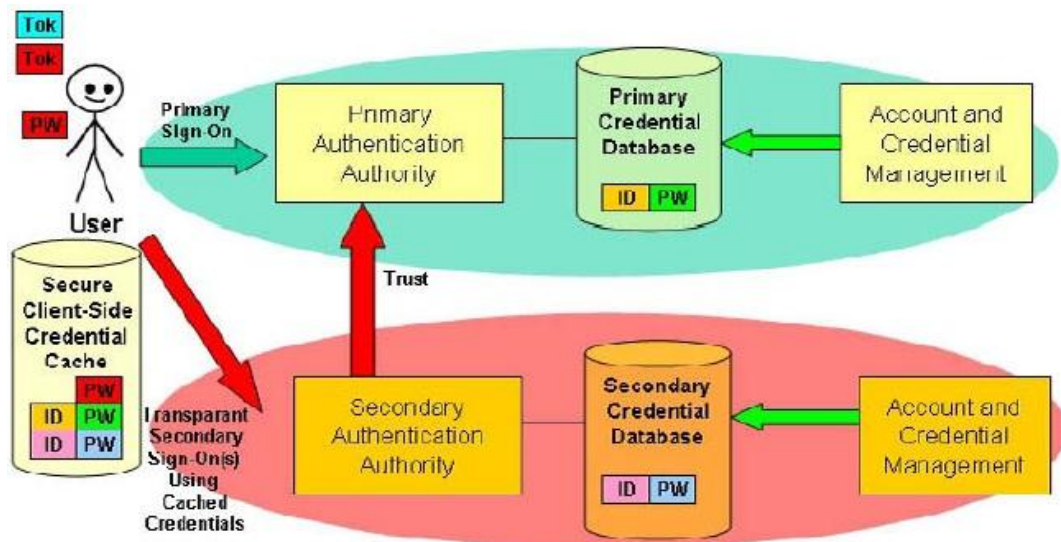 Tok
Tok
PW
User
Primary
Sign-On
Primary
Authentication
Authority
Primary
Credential
Database
ID PW
Account and
Credential
Management
Trust
Secure
Client-Side
Credential
Cache
PW
ID PW
ID PW
Transparant
Secondary
Sign-On(s)
Using
Cached
Credentials
Secondary
Authentication
Authority
Secondary
Credential
Database
ID PW
Account and
Credential
Management